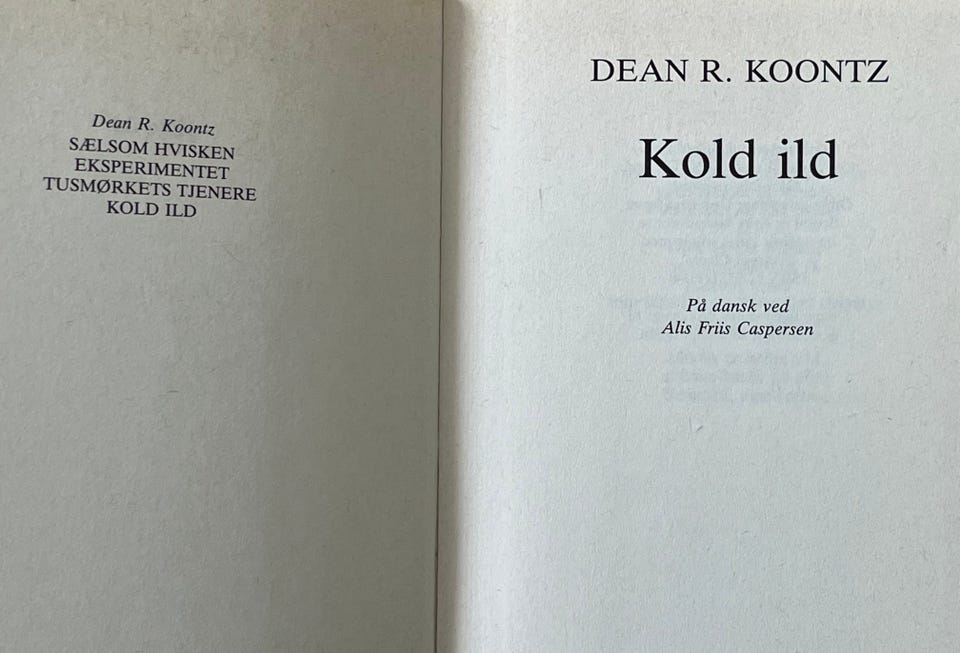 Dean R. Koontz
SÆLSOM HVISKEN
EKSPERIMENTET
TUSMØRKETS TJENERE
KOLD ILD
DEAN R. KOONTZ
Kold ild
På dansk ved
Alis Friis Caspersen